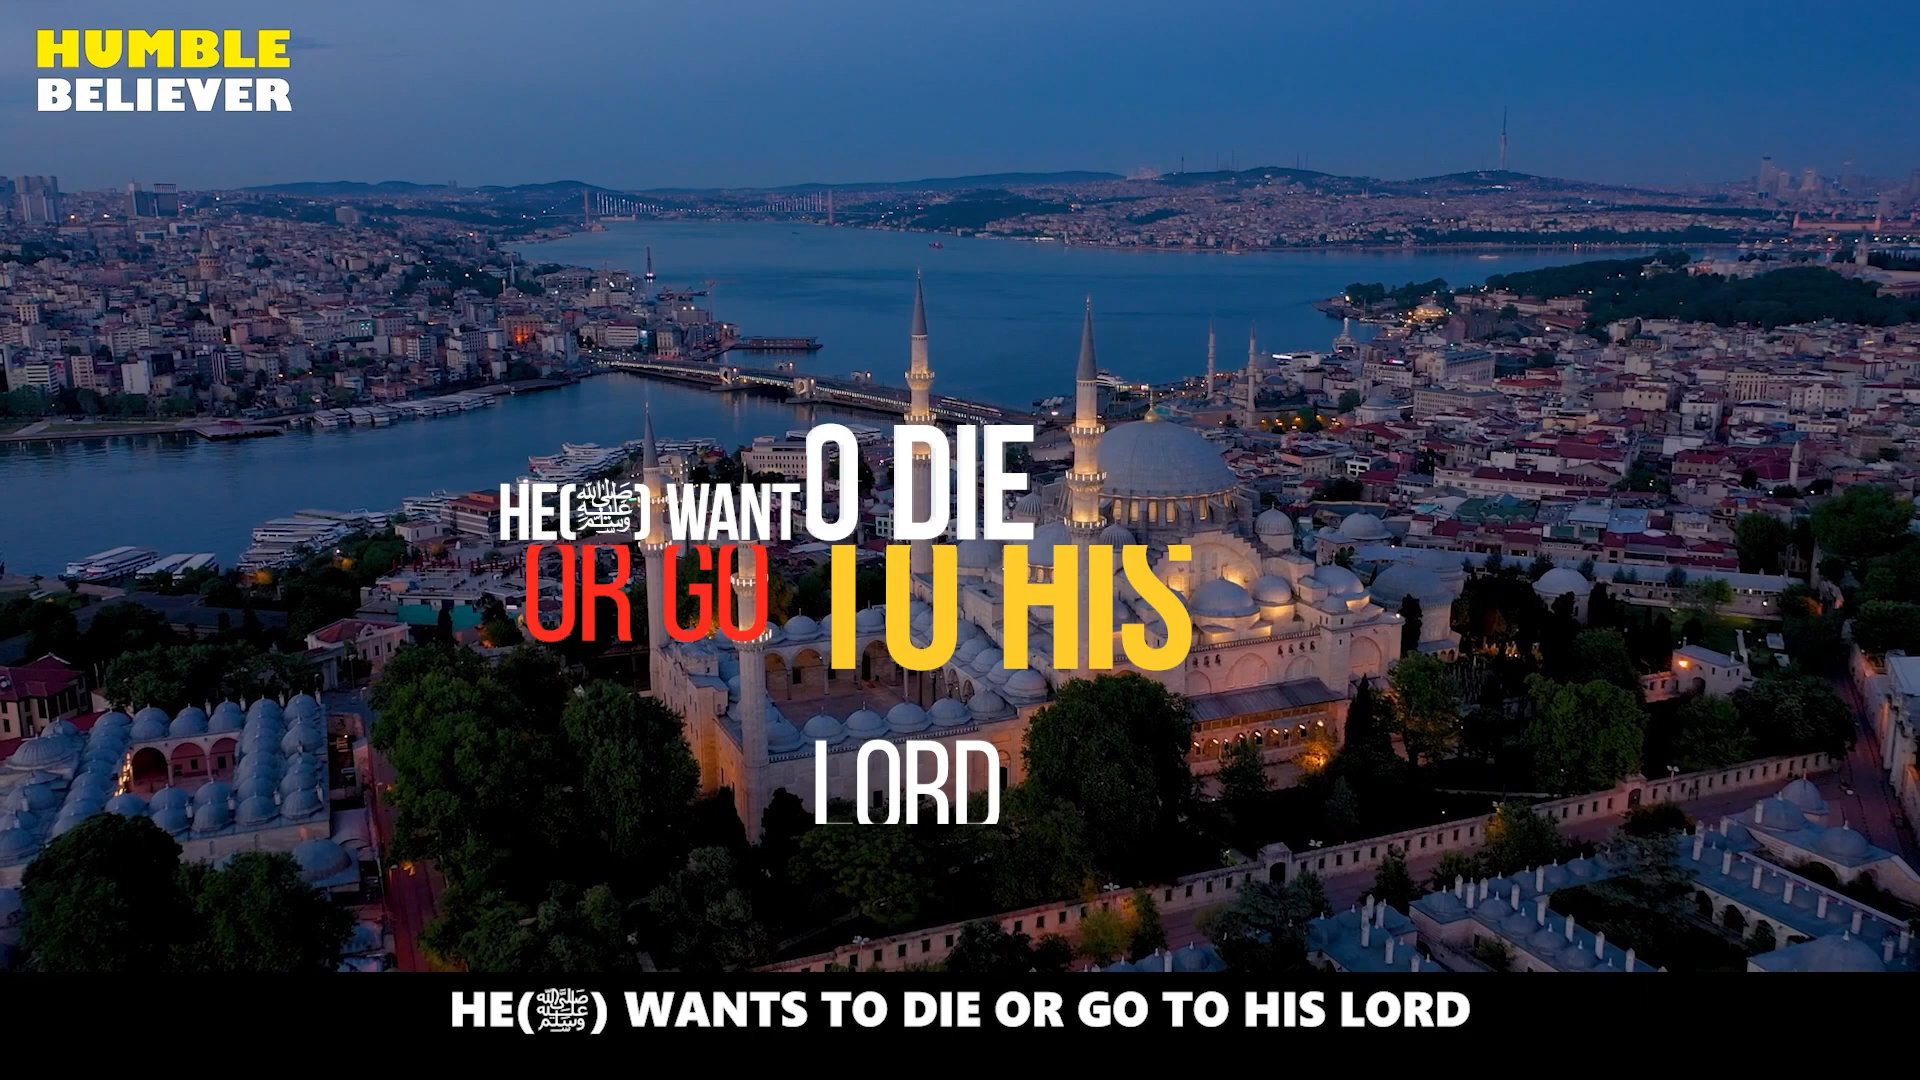 HUMBLE
BELIEVER
HE(ﷺ) WANT O DIE
OR GO TO HIS
LORD
HE(ﷺ) WANTS TO DIE OR GO TO HIS LORD